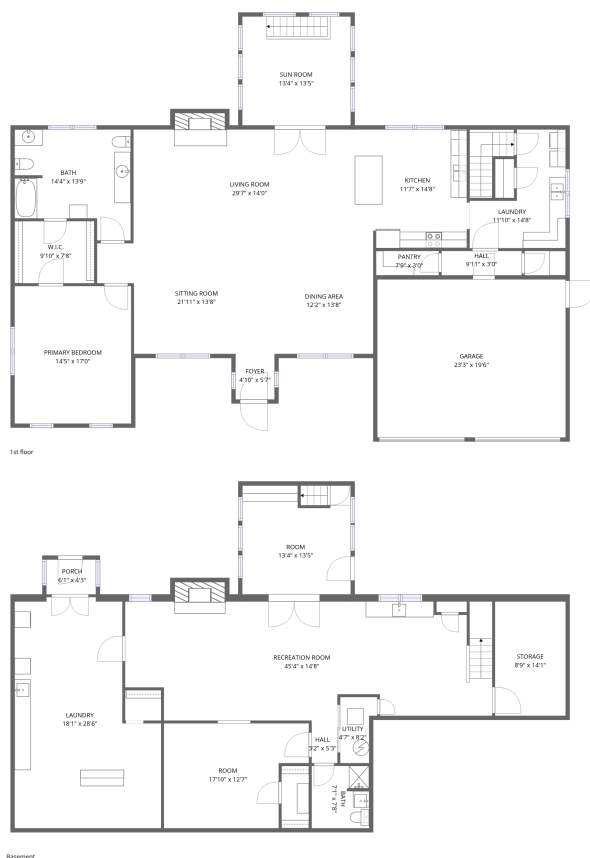 SUN ROOM
13'4" x 13'5"
BATH
14'4" x 13'9"
LIVING ROOM
29'7" x 14'0"
KITCHEN
11'7" x 14'8"
LAUNDRY
11'10" x 14'8"
W.I.C.
9'10" x 7'8"
PANTRY
7'9" x 3'0"
HALL
9'11" x 3'0"
SITTING ROOM
21'11" x 13'8"
DINING AREA
12'2" x 13'8"
PRIMARY BEDROOM
14'5" x 17'0"
GARAGE
23'3" x 19'6"
FOYER
4'10" x 5'7"
1st floor
ROOM
13'4" x 13'5"
PORCH
6'1" x 4'3"
RECREATION ROOM
45'4" x 14'8"
STORAGE
8'9" x 14'1"
LAUNDRY
18'1" x 28'6"
UTILITY
4'7" x 8'2"
HALL
3'2" x 5'3"
ROOM
17'10" x 12'7"
BATH
7'1" x 7'8"
Basement